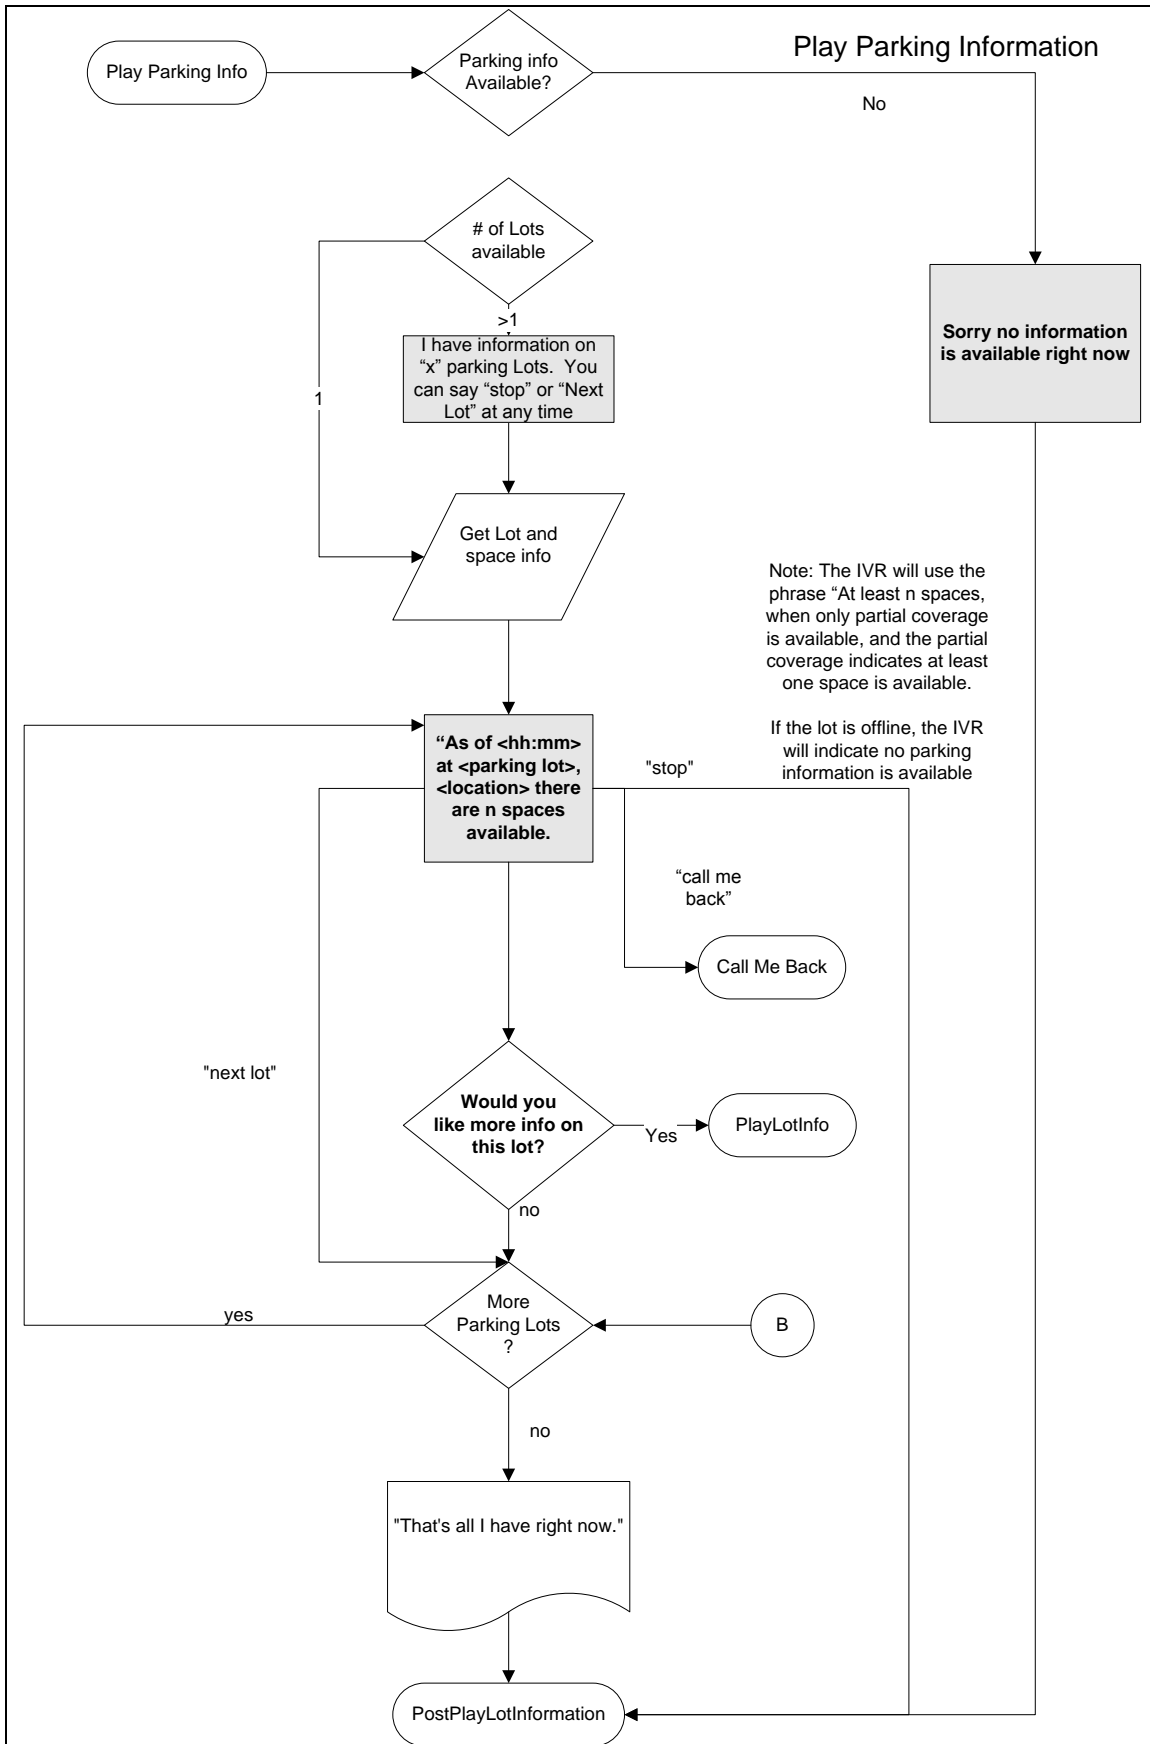 Play Parking Information
Play Parking Info
Parking info
Available?
No
# of Lots
available
>1
I have information on
“x” parking Lots.  You
can say “stop” or “Next
Lot” at any time
1
Sorry no information
is available right now
Get Lot and
space info
Note: The IVR will use the
phrase “At least n spaces,
when only partial coverage
is available, and the partial
coverage indicates at least
one space is available.
If the lot is offline, the IVR
will indicate no parking
information is available
“As of <hh:mm>
at <parking lot>,
<location> there
are n spaces
available.
"stop"
“call me
back”
Call Me Back
"next lot"
Would you
like more info on
this lot?
Yes
PlayLotInfo
no
More
Parking Lots
?
yes
B
no
"That's all I have right now."
PostPlayLotInformation